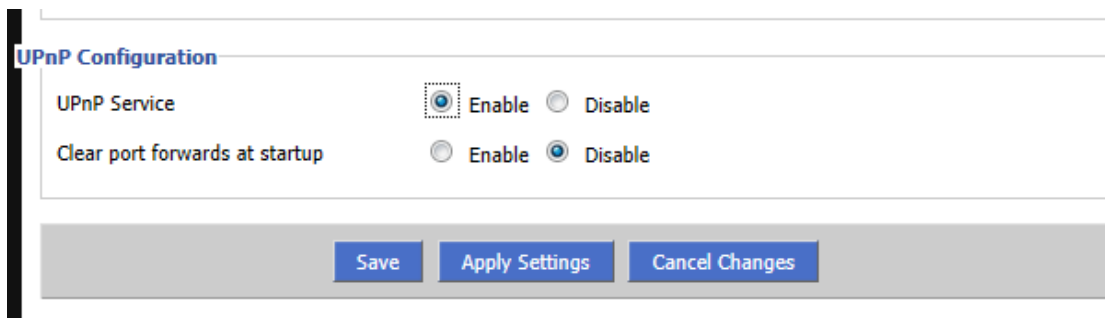 UPnP Configuration
UPnP Service Enable Disable
Clear port forwards at startup Enable Disable
Save Apply Settings Cancel Changes